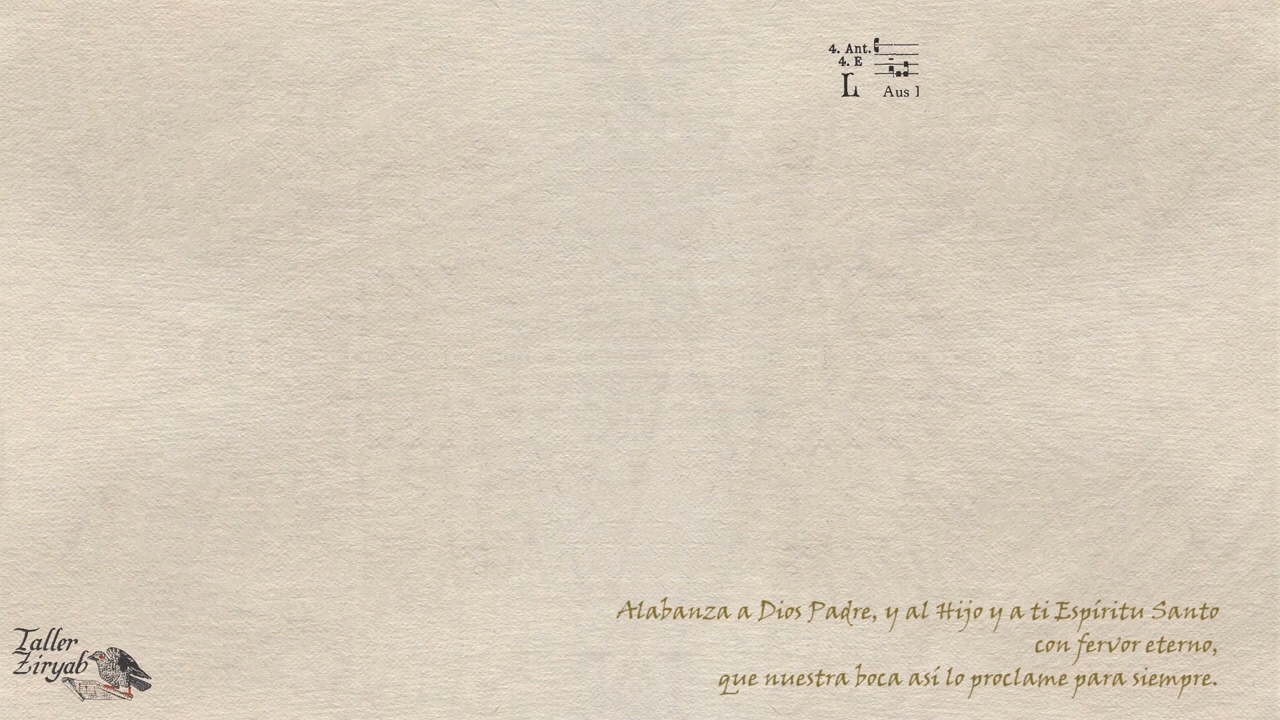 4. Ant.
4. E
L Aus
Alabanza a Dios Padre, y al Hijo y a ti Espíritu Santo
con fervor eterno,
que nuestra boca así lo proclame para siempre.
Taller
Ziryab